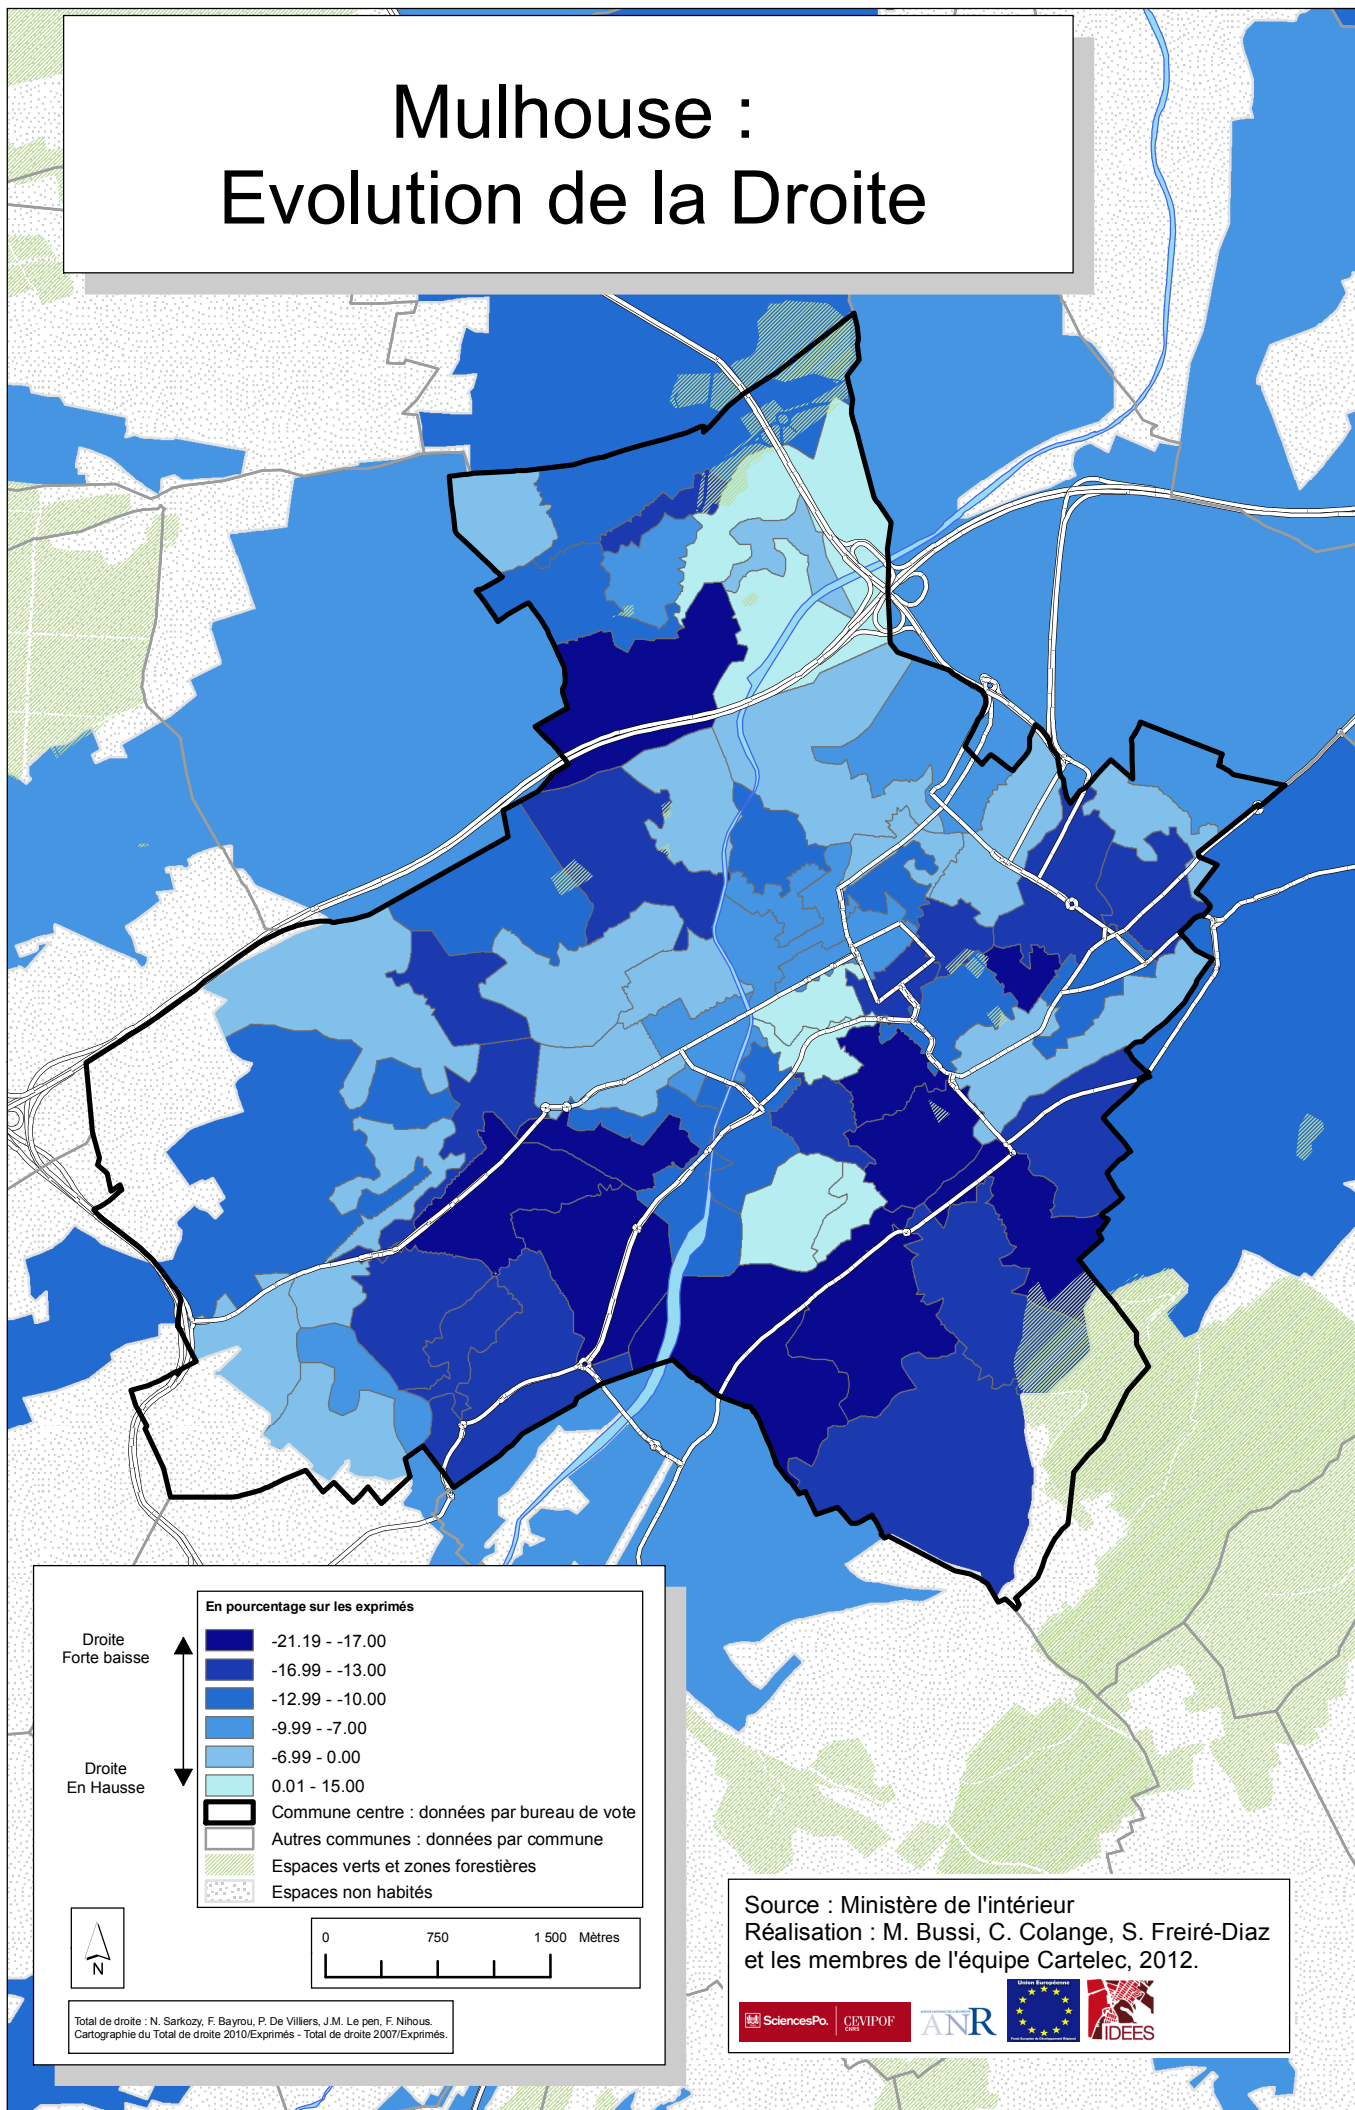 Mulhouse :
Evolution de la Droite
En pourcentage sur les exprimés
Droite
Forte baisse
Droite
En Hausse
-21.19 - -17.00
-16.99 - -13.00
-12.99 - -10.00
-9.99 - -7.00
-6.99 - 0.00
0.01 - 15.00
Commune centre : données par bureau de vote
Autres communes : données par commune
Espaces verts et zones forestières
Espaces non habités
N
0 750 1 500 Mètres
Total de droite : N. Sarkozy, F. Bayrou, P. De Villiers, J.M. Le pen, F. Nihous.
Cartographie du Total de droite 2010/Exprimés - Total de droite 2007/Exprimés.
Source : Ministère de l'intérieur
Réalisation : M. Bussi, C. Colange, S. Freiré-Diaz
et les membres de l'équipe Cartelec, 2012.
SciencesPo.
CEVIPOF
CNRS
ANR
Union Européenne
IDEES